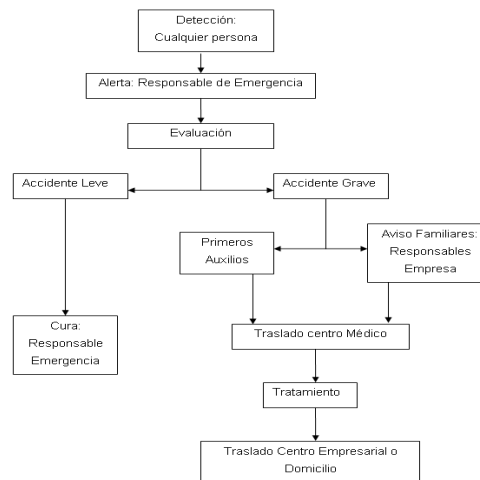 Detección:
Cualquier persona
Alerta: Responsable de Emergencia
Evaluación
Accidente Leve
Accidente Grave
Primeros
Auxilios
Aviso Familiares:
Responsables
Empresa
Cura:
Responsable
Emergencia
Traslado centro Médico
Tratamiento
Traslado Centro Empresarial o
Domicilio